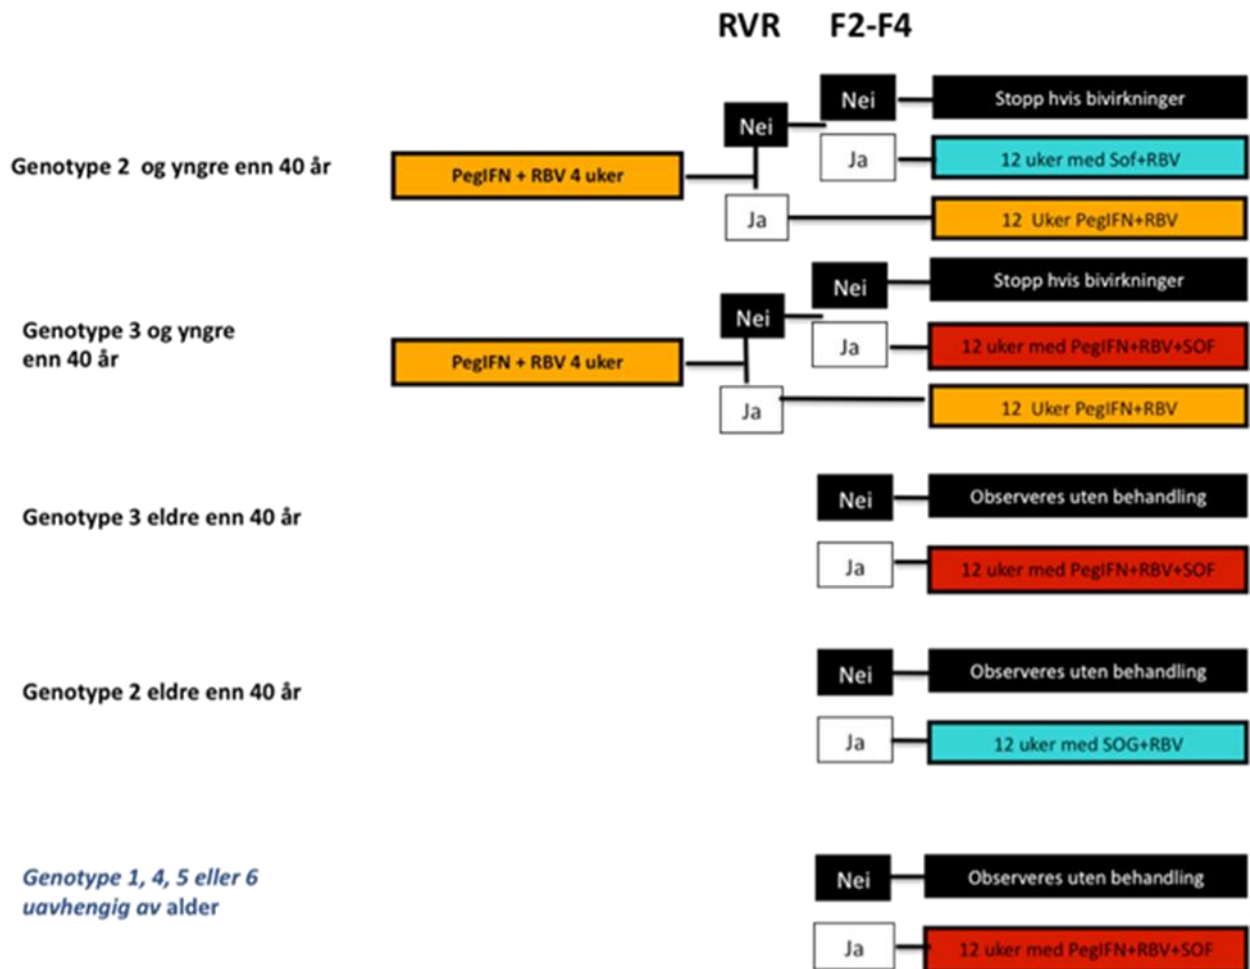 RVR F2-F4
Nei Stopp hvis bivirkninger
Nei
Ja 12 uker med Sof+RBV
Genotype 2 og yngre enn 40 år PegIFN + RBV 4 uker
Ja 12 Uker PegIFN+RBV
Nei Stopp hvis bivirkninger
Nei
Genotype 3 og yngre
enn 40 år
Ja 12 uker med PegIFN+RBV+SOF
PegIFN + RBV 4 uker
Ja 12 Uker PegIFN+RBV
Nei Observeres uten behandling
Genotype 3 eldre enn 40 år
Ja 12 uker med PegIFN+RBV+SOF
Nei Observeres uten behandling
Genotype 2 eldre enn 40 år
Ja 12 uker med SOG+RBV
Genotype 1, 4, 5 eller 6
uavhengig av alder
Nei Observeres uten behandling
Ja 12 uker med PegIFN+RBV+SOF